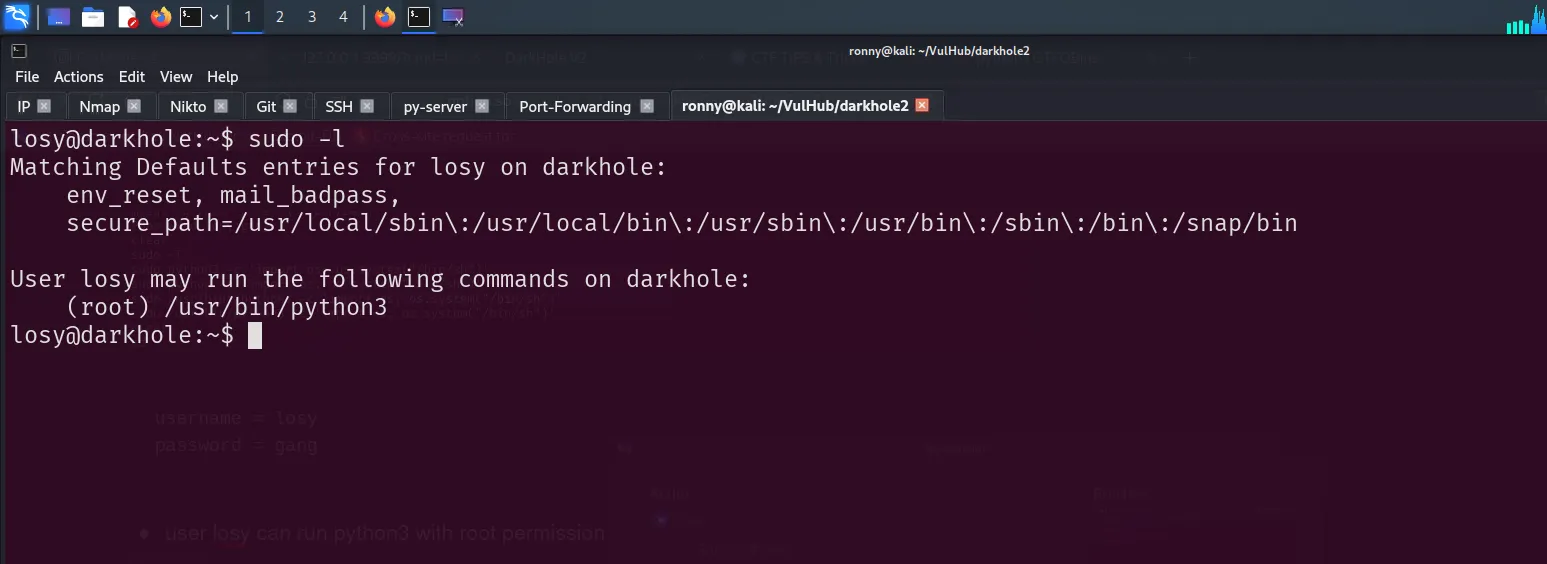 1 2 3 4
ronny@kali: ~/VulHub/darkhole2
File Actions Edit View Help
IP Nmap Nikto Git SSH py-server Port-Forwarding ronny@kali: ~/VulHub/darkhole2
losy@darkhole:~$ sudo -l
Matching Defaults entries for losy on darkhole:
env_reset, mail_badpass,
secure_path=/usr/local/sbin\:/usr/local/bin\:/usr/sbin\:/usr/bin\:/sbin\:/bin\:/snap/bin
User losy may run the following commands on darkhole:
(root) /usr/bin/python3
losy@darkhole:~$
username = losy
password = gang
• user losy can run python3 with root permission